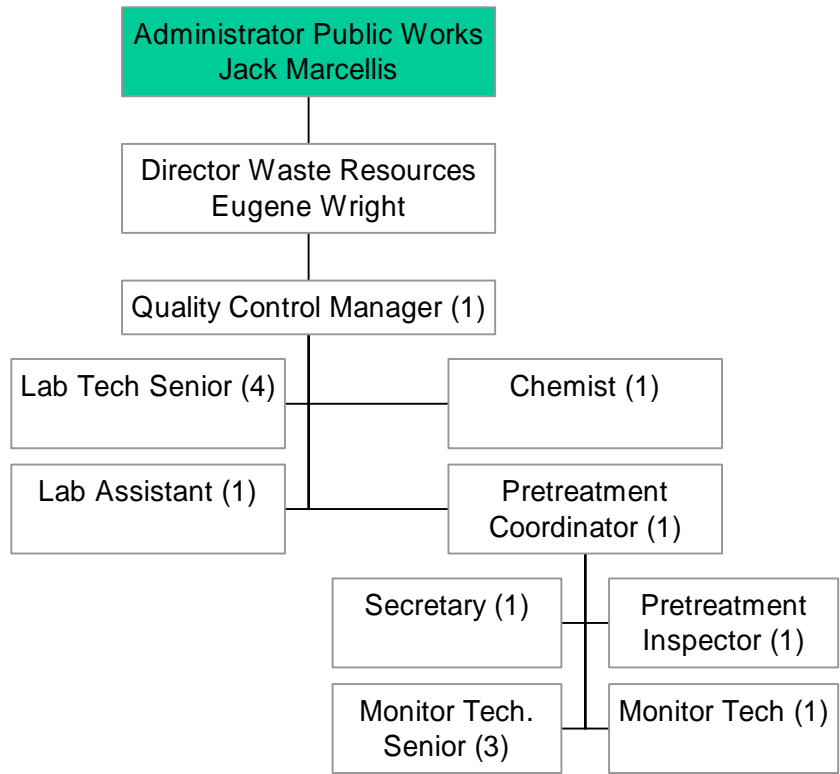 Administrator Public Works
Jack Marcellis
Director Waste Resources
Eugene Wright
Quality Control Manager (1)
Lab Tech Senior (4)
Chemist (1)
Lab Assistant (1)
Pretreatment
Coordinator (1)
Secretary (1)
Pretreatment
Inspector (1)
Monitor Tech.
Senior (3)
Monitor Tech (1)